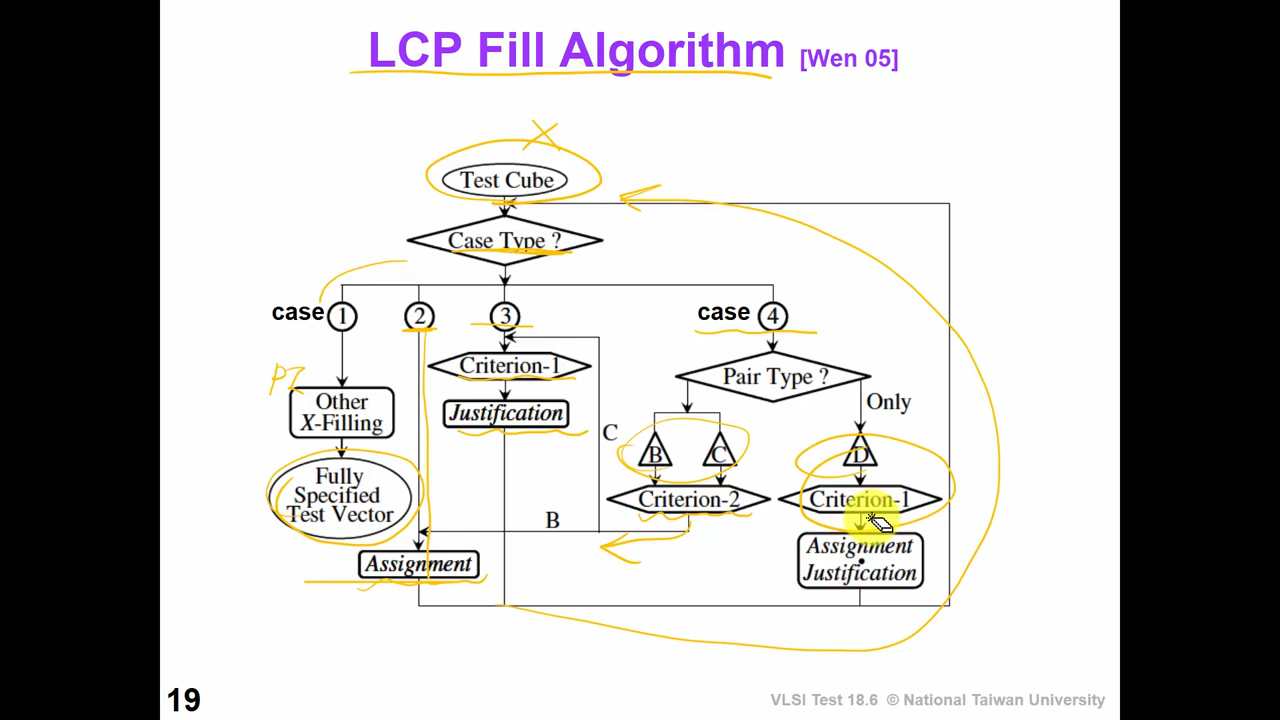 LCP Fill Algorithm [Wen 05]
X
Test Cube
Case Type ?
case 1
2
3
case 4
Criterion-1
Pair Type ?
PI
Other
X-Filling
Justification
Only
C
B
C
D
Fully
Specified
Test Vector
Criterion-2
Criterion-1
B
Assignment
Assignment
•
Justification
19
VLSI Test 18.6 © National Taiwan University